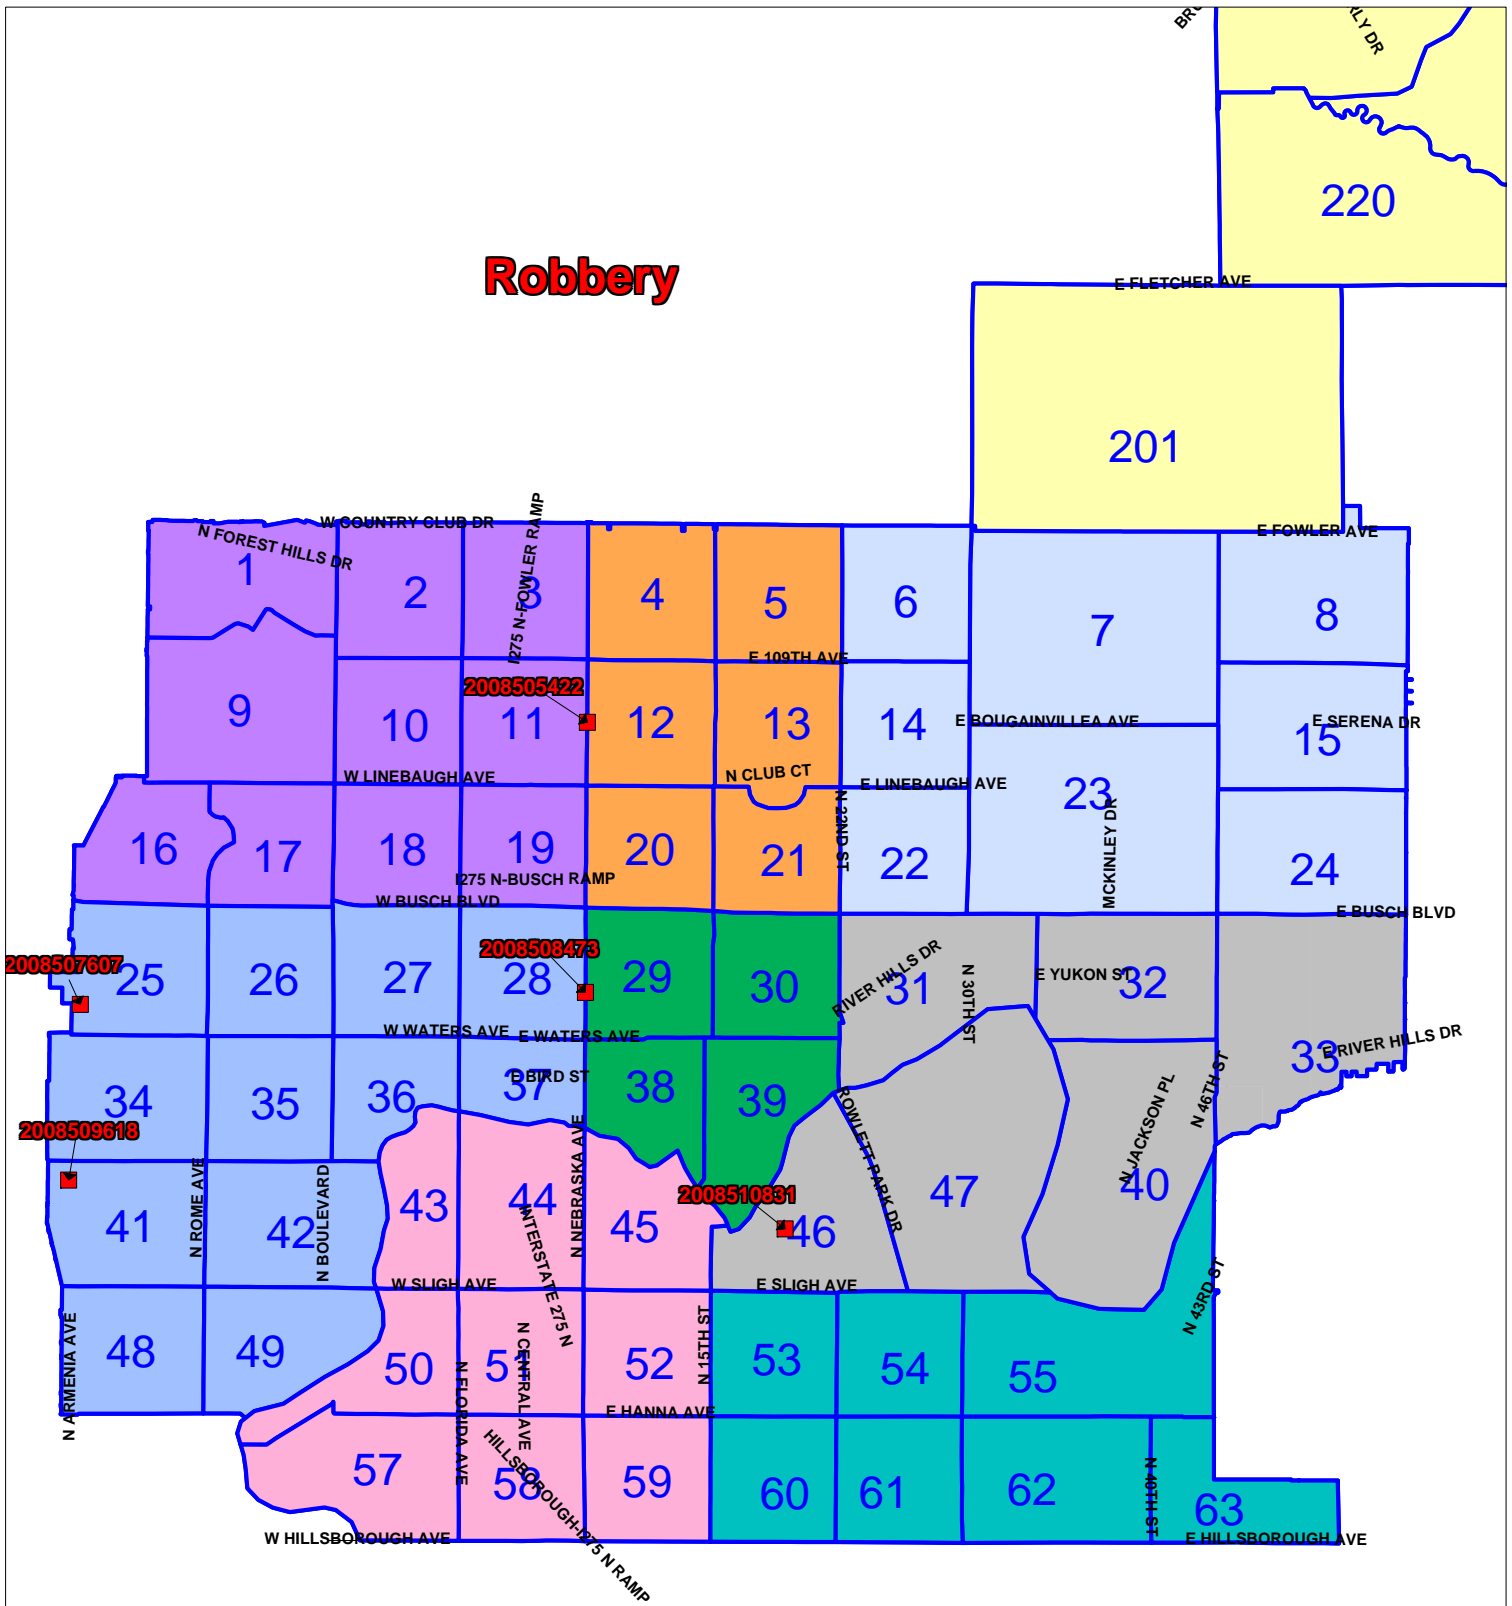 BRU
RLY DR
220
Robbery
E FLETCHER AVE
201
W COUNTRY CLUB DR
N FOREST HILLS DR
I275 N-FOWLER RAMP
E FOWLER AVE
1
2
3
4
5
6
7
8
E 109TH AVE
2008505422
9
10
11
12
13
14
E BOUGAINVILLEA AVE
E SERENA DR
15
W LINEBAUGH AVE
N CLUB CT
E LINEBAUGH AVE
23
N 22ND ST
MCKINLEY DR
16
17
18
19
20
21
22
24
I275 N-BUSCH RAMP
W BUSCH BLVD
E BUSCH BLVD
2008507607
2008508473
25
26
27
28
29
30
RIVER HILLS DR
31
N 30TH ST
E YUKON ST
32
W WATERS AVE
E WATERS AVE
33
E RIVER HILLS DR
E BIRD ST
34
35
36
37
38
39
ROWLETT PARK DR
N JACKSON PL
N 46TH ST
2008509618
N ROME AVE
N BOULEVARD
N NEBRASKA AVE
2008510831
41
42
43
44
45
46
47
40
INTERSTATE 275 N
W SLIGH AVE
E SLIGH AVE
N 43RD ST
N ARMENIA AVE
48
49
50
51
52
53
54
55
N FLORIDA AVE
N CENTRAL AVE
N 15TH ST
E HANNA AVE
HILLSBOROUGH-I275 N RAMP
57
58
59
60
61
62
N 40TH ST
63
W HILLSBOROUGH AVE
E HILLSBOROUGH AVE